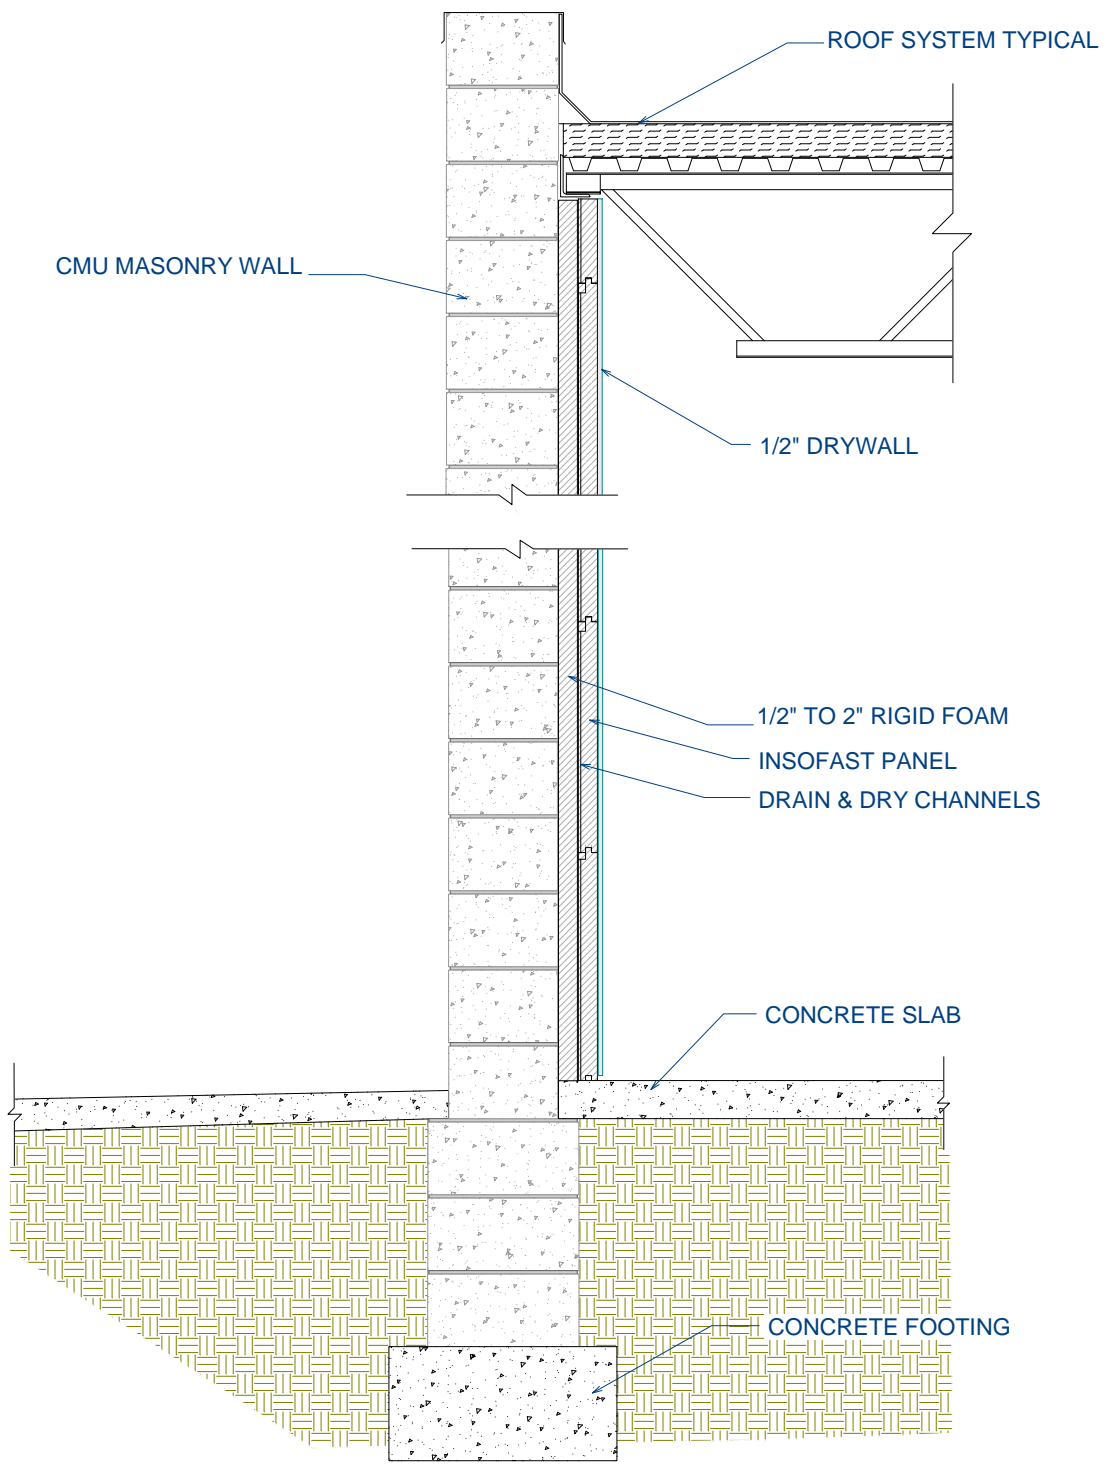 ROOF SYSTEM TYPICAL
CMU MASONRY WALL
1/2" DRYWALL
1/2" TO 2" RIGID FOAM
INSOFAST PANEL
DRAIN & DRY CHANNELS
CONCRETE SLAB
CONCRETE FOOTING